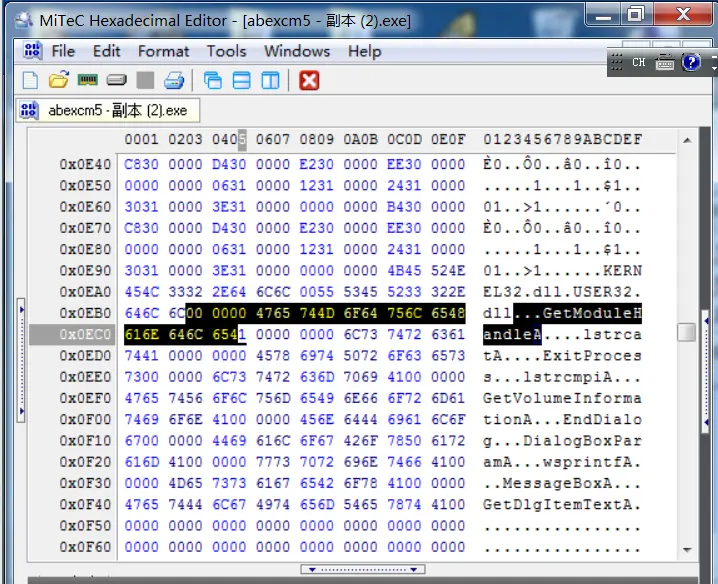 MiTeC Hexadecimal Editor - [abexcm5 - 副本 (2).exe]
File Edit Format Tools Windows Help
CH
abexcm5 - 副本 (2).exe
0001 0203 0405 0607 0809 0A0B 0C0D 0E0F 0123456789ABCDEF
0x0E40 C830 0000 D430 0000 E230 0000 EE30 0000 È0..Ô0..â0..î0..
0x0E50 0000 0000 0631 0000 1231 0000 2431 0000 .....1...1..$1..
0x0E60 3031 0000 3E31 0000 0000 0000 B430 0000 01..>1......´0..
0x0E70 C830 0000 D430 0000 E230 0000 EE30 0000 È0..Ô0..â0..î0..
0x0E80 0000 0000 0631 0000 1231 0000 2431 0000 .....1...1..$1..
0x0E90 3031 0000 3E31 0000 0000 0000 4B45 524E 01..>1......KERN
0x0EA0 454C 3332 2E64 6C6C 0055 5345 5233 322E EL32.dll.USER32.
0x0EB0 646C 6C00 0000 4765 744D 6F64 756C 6548 dll...GetModuleH
0x0EC0 616E 646C 6541 0000 0000 6C73 7472 6361 andleA....lstrca
0x0ED0 7441 0000 0000 4578 6974 5072 6F63 6573 tA....ExitProces
0x0EE0 7300 0000 6C73 7472 636D 7069 4100 0000 s...lstrcmpiA...
0x0EF0 4765 7456 6F6C 756D 6549 6E66 6F72 6D61 GetVolumeInforma
0x0F00 7469 6F6E 4100 0000 456E 6444 6961 6C6F tionA...EndDialo
0x0F10 6700 0000 4469 616C 6F67 426F 7850 6172 g...DialogBoxPar
0x0F20 616D 4100 0000 7773 7072 696E 7466 4100 amA...wsprintfA.
0x0F30 0000 4D65 7373 6167 6542 6F78 4100 0000 ..MessageBoxA...
0x0F40 4765 7444 6C67 4974 656D 5465 7874 4100 GetDlgItemTextA.
0x0F50 0000 0000 0000 0000 0000 0000 0000 0000 ................
0x0F60 0000 0000 0000 0000 0000 0000 0000 0000 ................